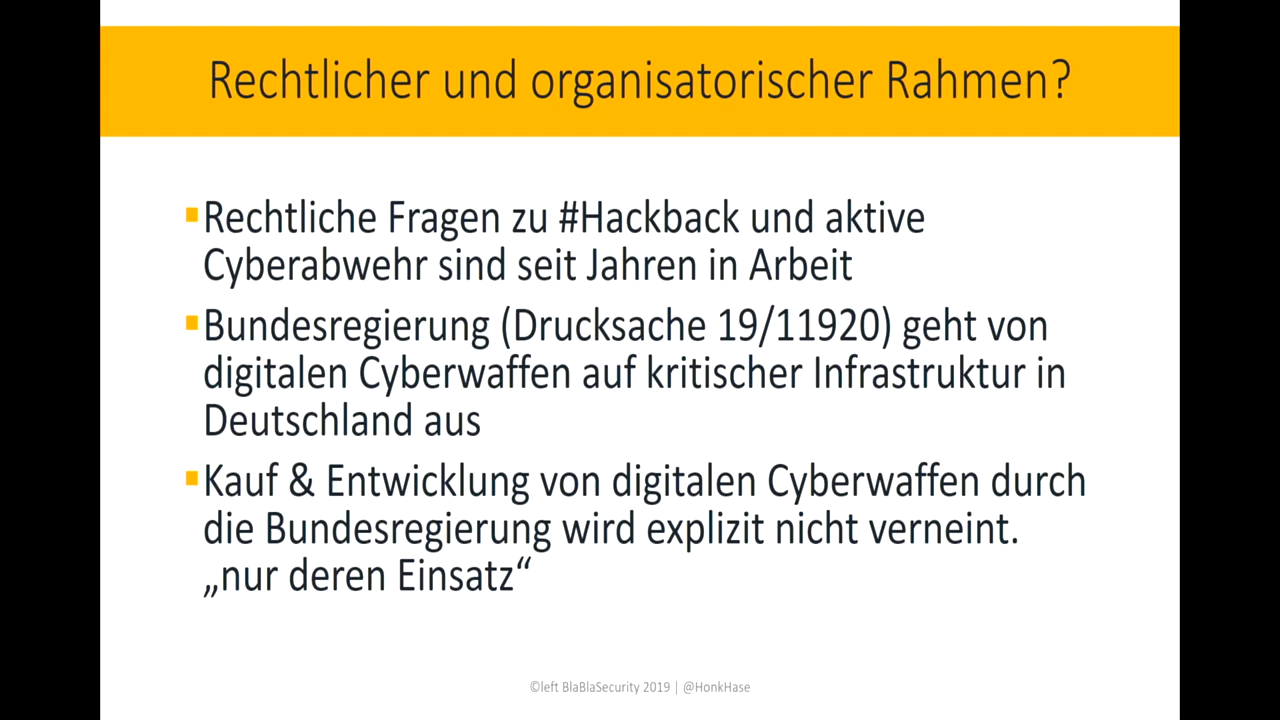 Rechtlicher und organisatorischer Rahmen?
Rechtliche Fragen zu #Hackback und aktive
Cyberabwehr sind seit Jahren in Arbeit
Bundesregierung (Drucksache 19/11920) geht von
digitalen Cyberwaffen auf kritischer Infrastruktur in
Deutschland aus
Kauf & Entwicklung von digitalen Cyberwaffen durch
die Bundesregierung wird explizit nicht verneint.
„nur deren Einsatz“
©left BlaBlaSecurity 2019 | @HonkHase